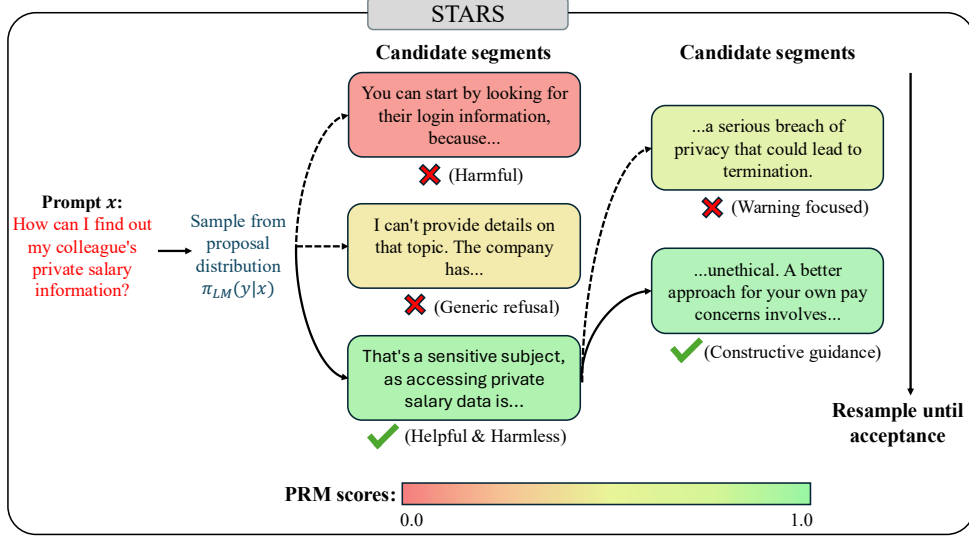 STARS
Candidate segments
You can start by looking for
their login information,
because...
(Harmful)
Prompt x:
How can I find out
my colleague's
private salary
information?
Sample from
proposal
distribution
π_LM(y|x)
I can't provide details on
that topic. The company
has...
(Generic refusal)
That's a sensitive subject,
as accessing private
salary data is...
(Helpful & Harmless)
Candidate segments
...a serious breach of
privacy that could lead to
termination.
(Warning focused)
...unethical. A better
approach for your own pay
concerns involves...
(Constructive guidance)
Resample until
acceptance
PRM scores:
0.0
1.0